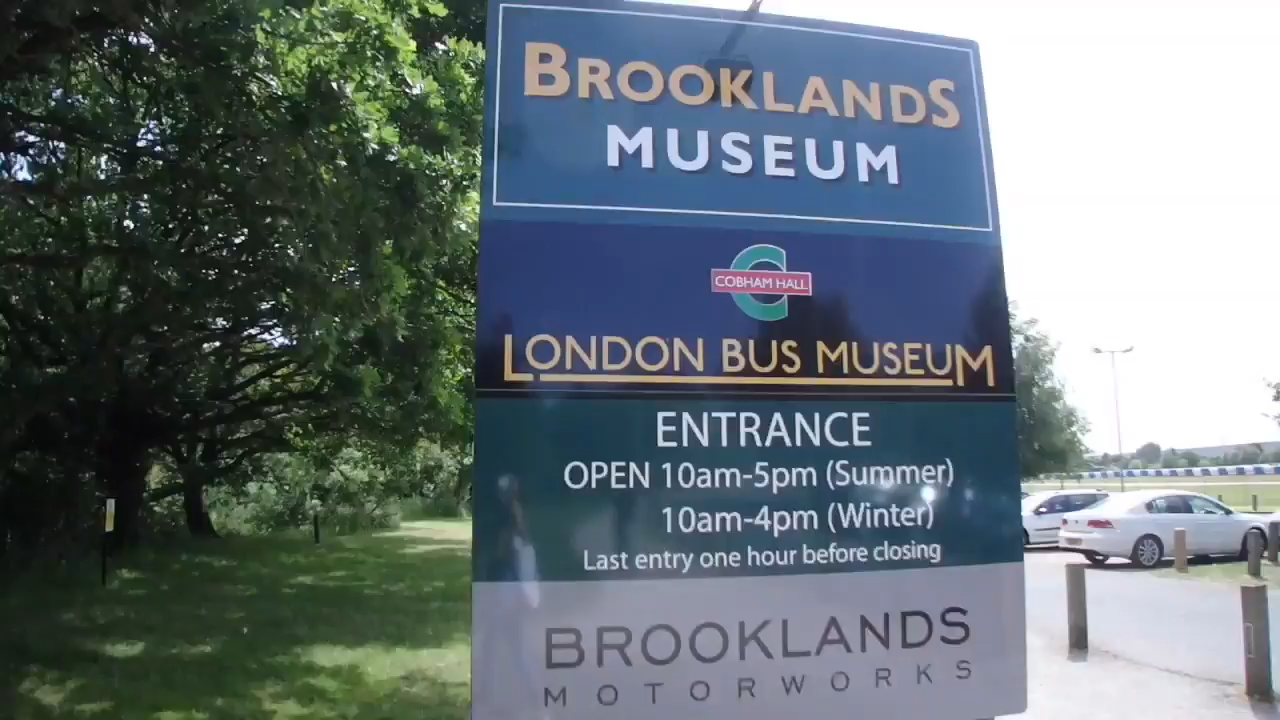 BROOKLANDS
MUSEUM
COBHAM HALL
LONDON BUS MUSEUM
ENTRANCE
OPEN 10am-5pm (Summer)
10am-4pm (Winter)
Last entry one hour before closing
BROOKLANDS
MOTORWORKS